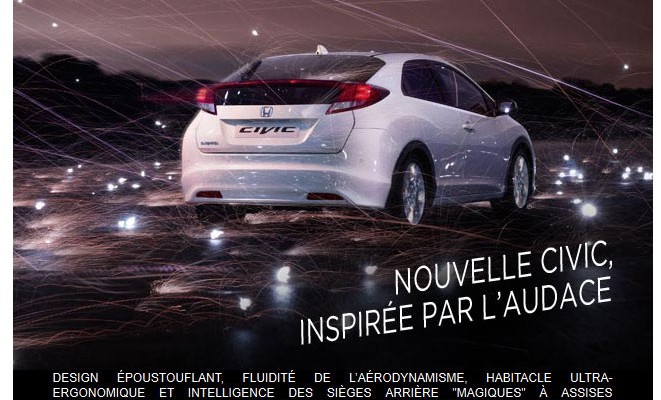 CIVIC
NOUVELLE CIVIC,
INSPIRÉE PAR L'AUDACE
DESIGN ÉPOUSTOUFLANT, FLUIDITÉ DE L'AÉRODYNAMISME, HABITACLE ULTRA-
ERGONOMIQUE ET INTELLIGENCE DES SIÈGES ARRIÈRE "MAGIQUES" À ASSISES